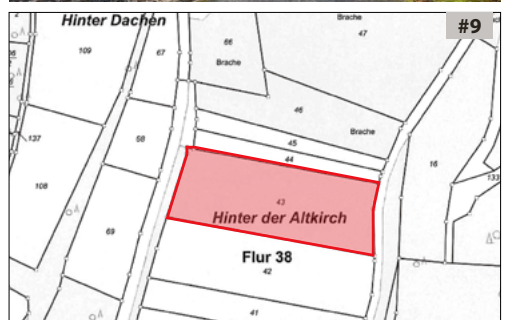 #9
Hinter Dachen
Brache
47
109
67
66
Brache
46
Brache
137
68
45
44
16
108
133
43
Hinter der Altkirch
69
Flur 38
42
41